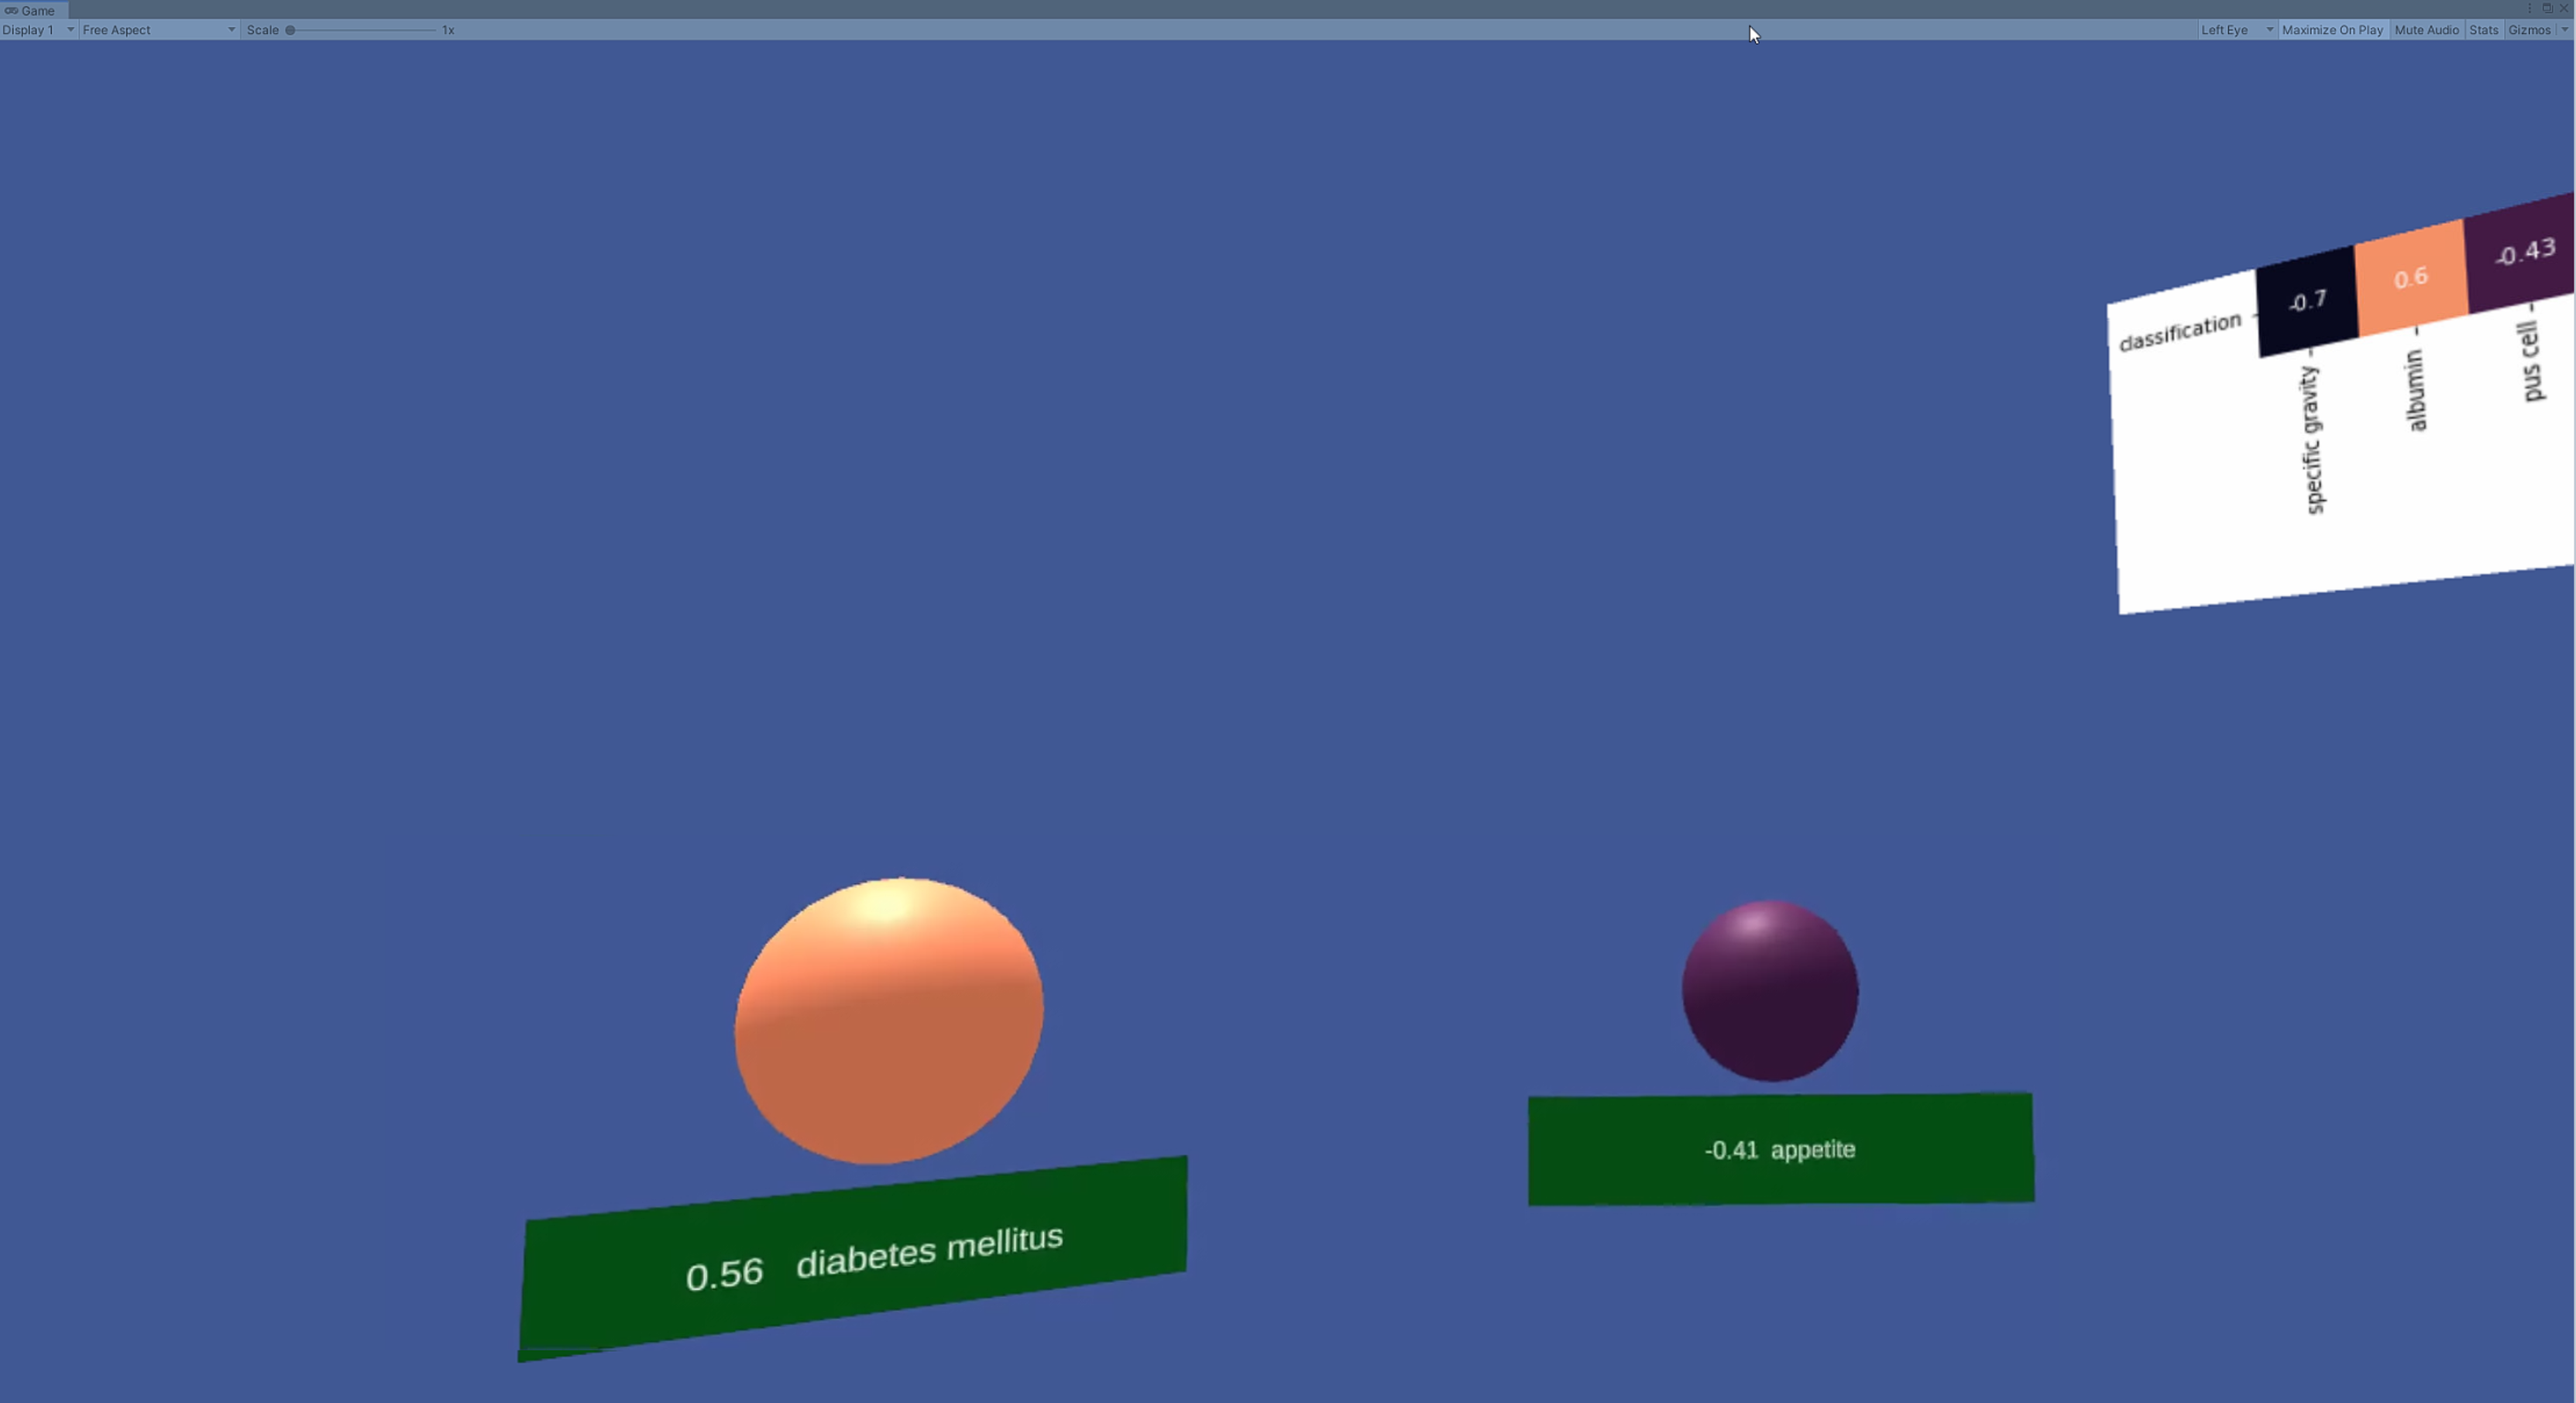 Game
Display 1 Free Aspect Scale 1x Left Eye Maximize On Play Mute Audio Stats Gizmos
classification -0.7 0.6 -0.43
specific gravity albumin pus cell
-0.41 appetite
0.56 diabetes mellitus